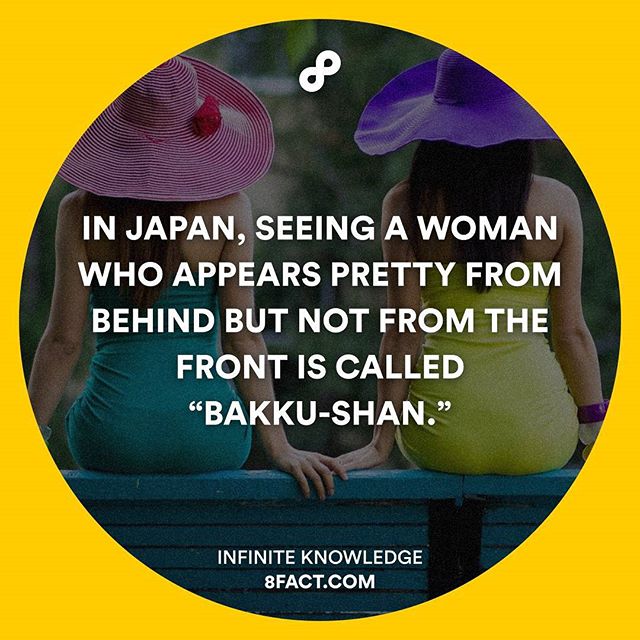 IN JAPAN, SEEING A WOMAN
WHO APPEARS PRETTY FROM
BEHIND BUT NOT FROM THE
FRONT IS CALLED
“BAKKU-SHAN.”
INFINITE KNOWLEDGE
8FACT.COM